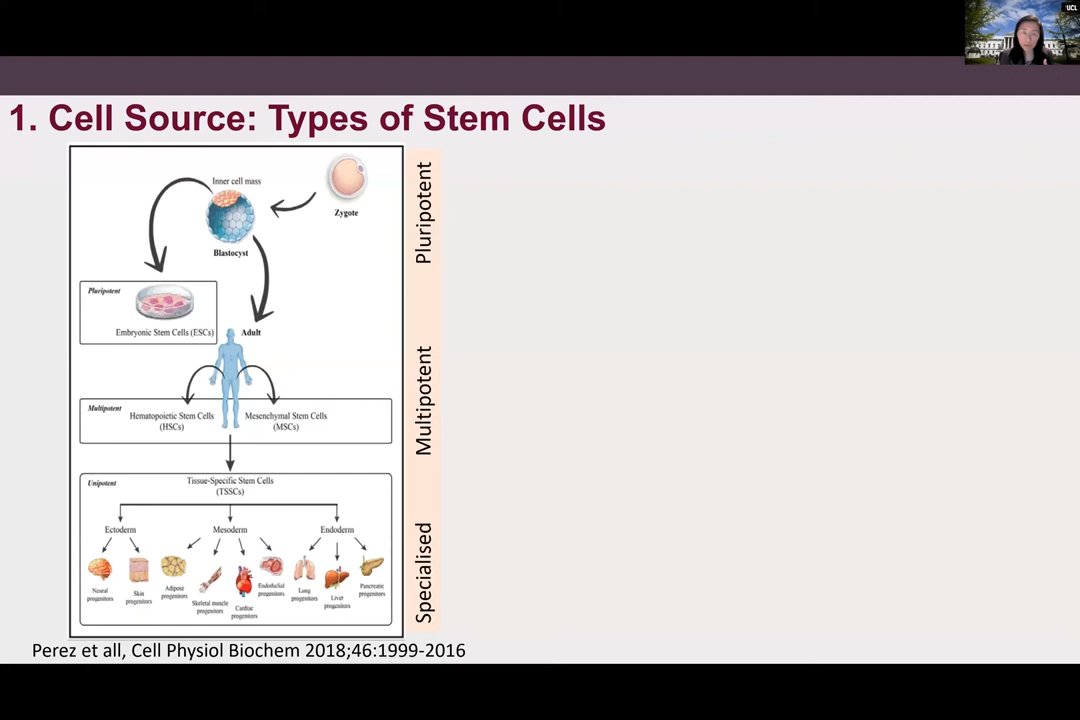 UCL
1. Cell Source: Types of Stem Cells
Inner cell mass
Zygote
Blastocyst
Pluripotent
Pluripotent
Embryonic Stem Cells (ESCs)
Adult
Multipotent
Multipotent
Hematopoietic Stem Cells
(HSCs)
Mesenchymal Stem Cells
(MSCs)
Unipotent
Tissue-Specific Stem Cells
(TSSCs)
Ectoderm
Mesoderm
Endoderm
Specialised
Neural
progenitors
Skin
progenitors
Adipose
progenitors
Skeletal muscle
progenitors
Cardiac
progenitors
Endothelial
progenitors
Lung
progenitors
Liver
progenitors
Pancreatic
progenitors
Perez et all, Cell Physiol Biochem 2018;46:1999-2016